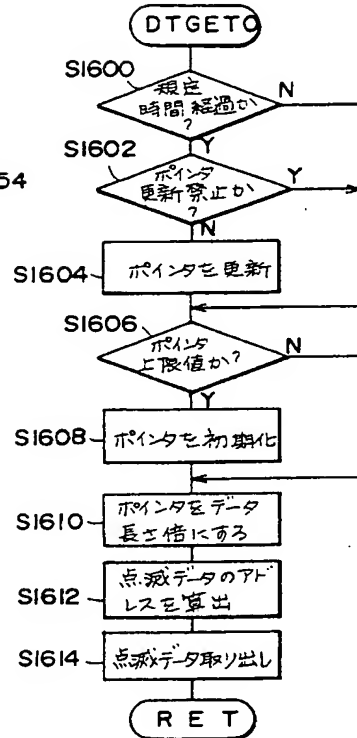 DTGETO
S1600
規定
時間経過か
?
N
Y
S1602
54
ポインタ
更新禁止か
?
Y
N
S1604
ポインタを更新
S1606
ポインタ
上限値か?
N
Y
S1608
ポインタを初期化
S1610
ポインタをデータ
長さ倍にする
S1612
点滅データのアド
レスを算出
S1614
点滅データ取り出し
RET